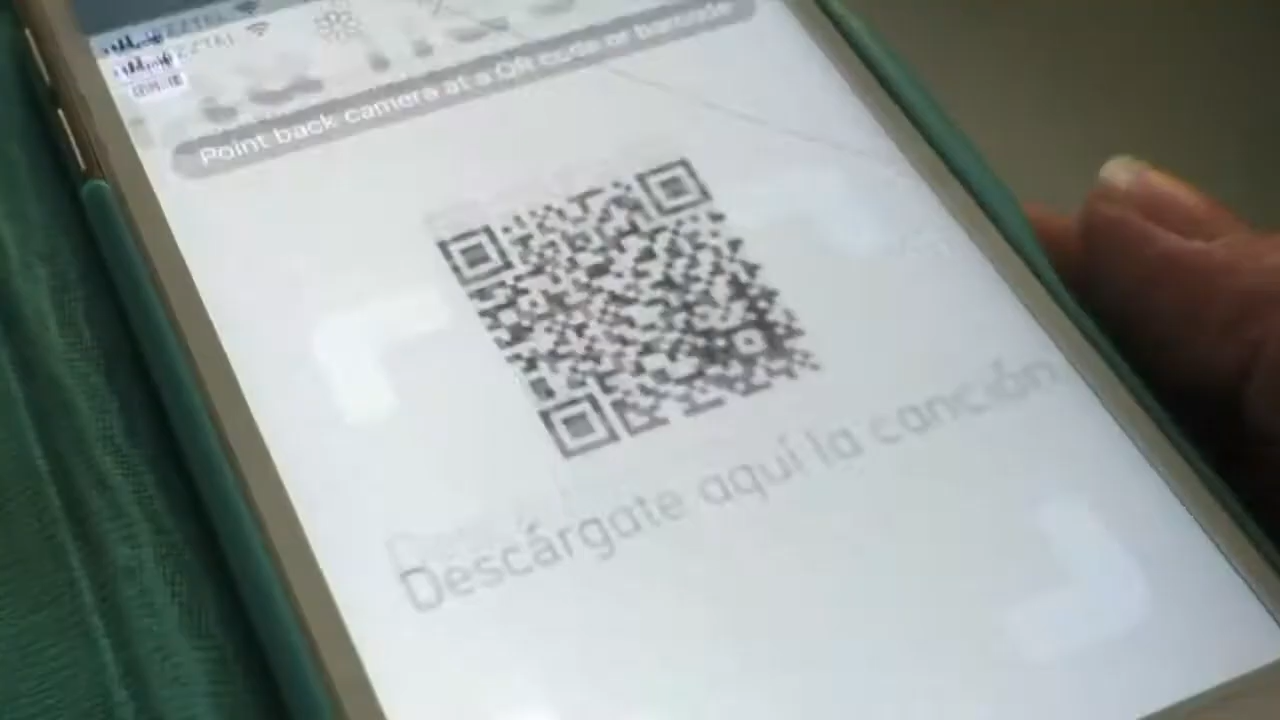 Point back camera at a QR code or barcode
Descárgate aquí la canción